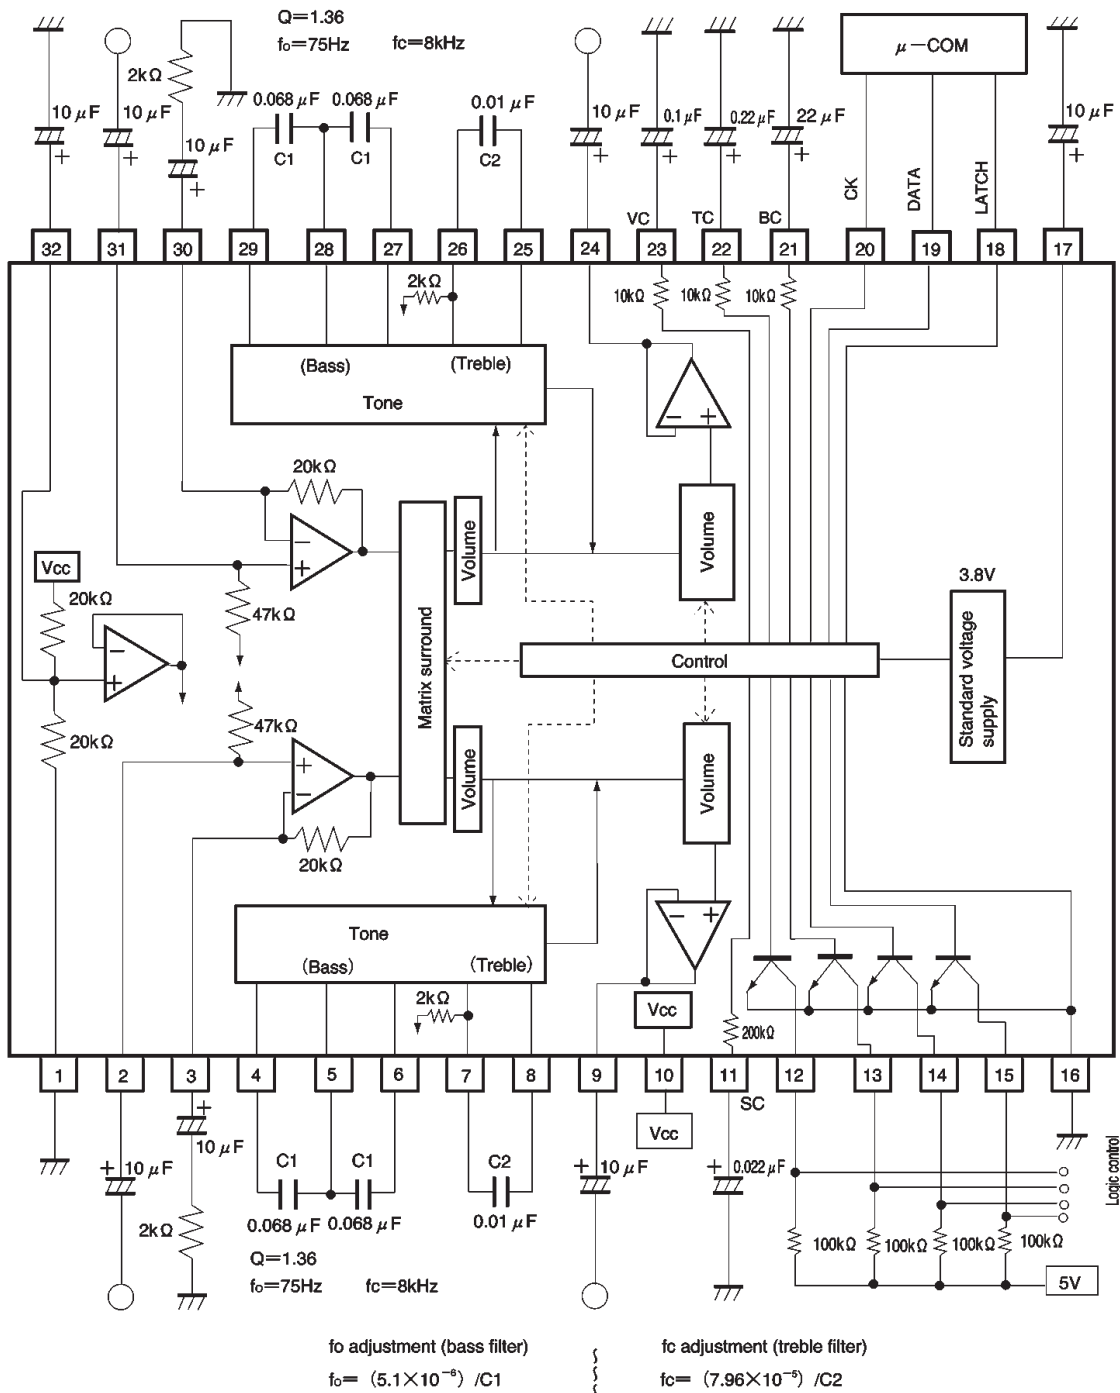 Q=1.36
fo=75Hz fc=8kHz
μ－COM
2kΩ
0.068μF 0.068μF 0.01μF
10μF 10μF 10μF 10μF 0.1μF 0.22μF 22μF 10μF
C1 C1 C2
CK DATA LATCH
VC TC BC
32 31 30 29 28 27 26 25 24 23 22 21 20 19 18 17
2kΩ 10kΩ 10kΩ 10kΩ
(Bass) (Treble)
Tone
− +
20kΩ
−
+
Volume
Volume
Vcc
20kΩ
47kΩ
3.8V
−
+
Matrix surround
Control
Standard voltage
supply
20kΩ
47kΩ
+
−
Volume
Volume
20kΩ
− +
Tone
(Bass) (Treble)
2kΩ
Vcc
200kΩ
1 2 3 4 5 6 7 8 9 10 11 12 13 14 15 16
SC
Vcc
+
10μF
+ 10μF
C1 C1 C2
+ 10μF
+ 0.022μF
Logic control
0.068μF 0.068μF 0.01μF
2kΩ
100kΩ 100kΩ 100kΩ 100kΩ
Q=1.36
fo=75Hz fc=8kHz
5V
fo adjustment (bass filter) fc adjustment (treble filter)
fo= (5.1×10⁻⁶) /C1 fc= (7.96×10⁻⁵) /C2